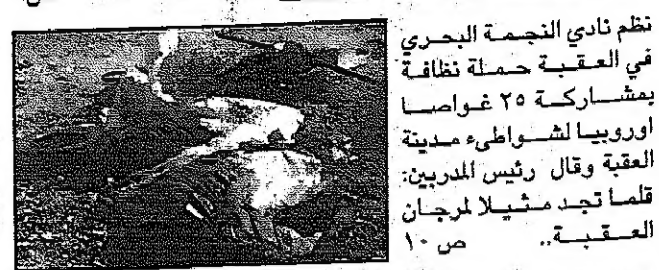 نظم نادي النجمة البحري
في العقبة حملة نظافة
بمشاركة ٢٥ غواصا
اوروبيا لشواطىء مدينة
العقبة وقال رئيس المدربين:
قلما تجد مثيلا لمرجان
العقبة.. ص ١٠